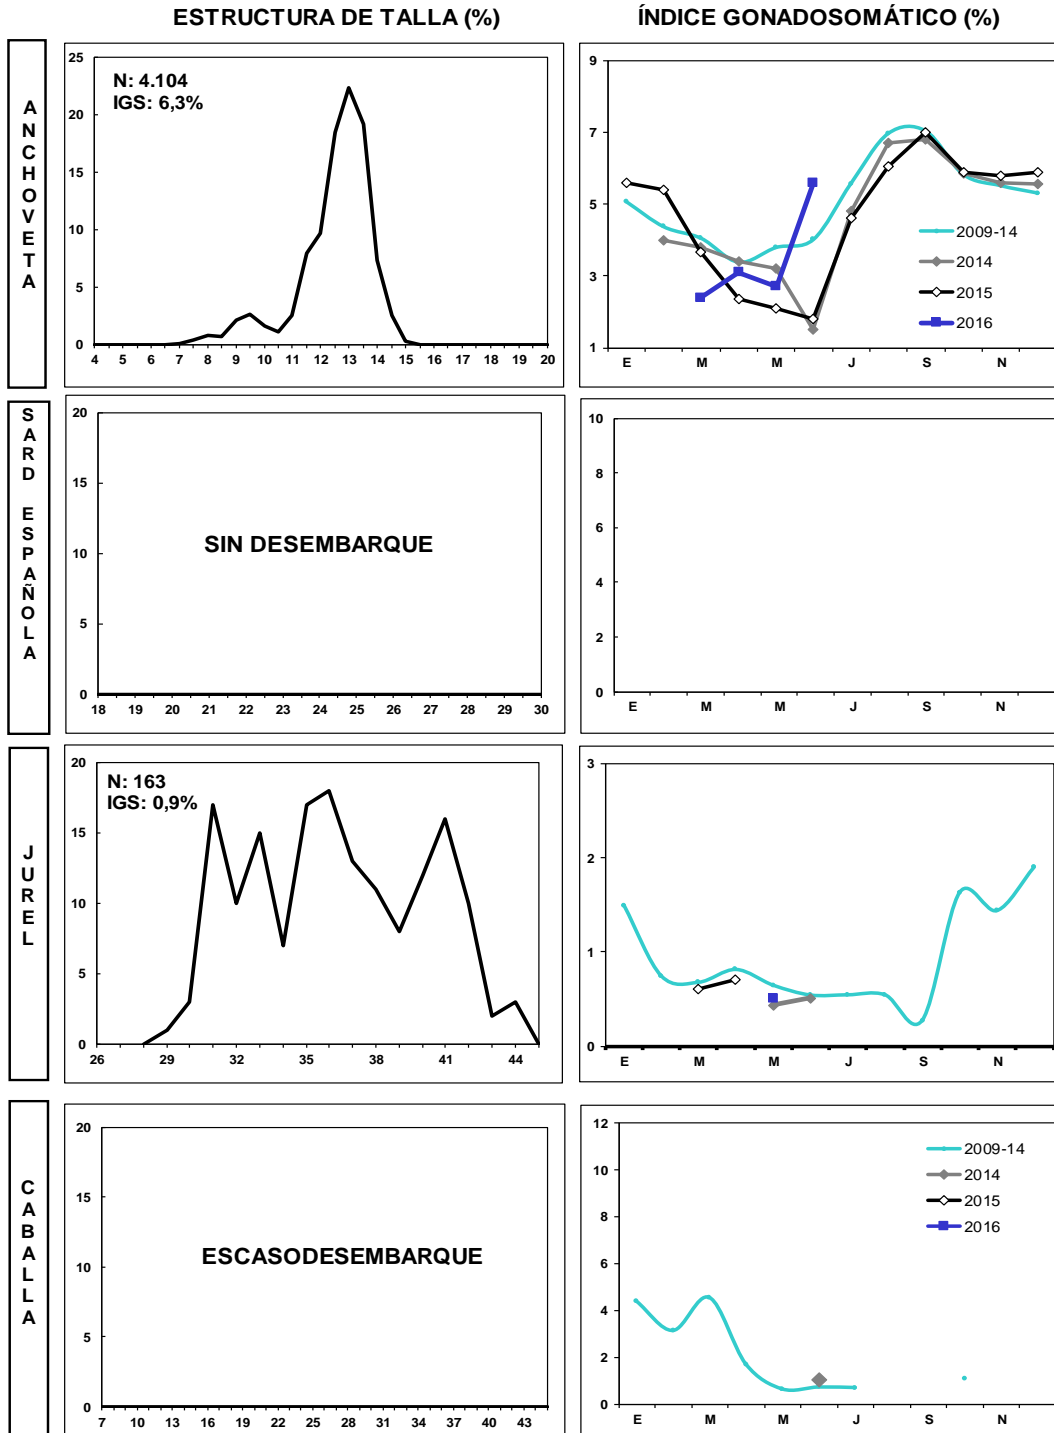 ESTRUCTURA DE TALLA (%)
ÍNDICE GONADOSOMÁTICO (%)
ANCHOVETA
N: 4.104
IGS: 6,3%
25
20
15
10
5
0
4 5 6 7 8 9 10 11 12 13 14 15 16 17 18 19 20
9
7
5
3
1
E M M J S N
2009-14
2014
2015
2016
SARD ESPAÑOLA
20
15
10
5
0
SIN DESEMBARQUE
18 19 20 21 22 23 24 25 26 27 28 29 30
10
8
6
4
2
0
E M M J S N
JUREL
N: 163
IGS: 0,9%
20
15
10
5
0
26 29 32 35 38 41 44
3
2
1
0
E M M J S N
CABALLA
20
15
10
5
0
ESCASODESEMBARQUE
7 10 13 16 19 22 25 28 31 34 37 40 43
12
10
8
6
4
2
0
2009-14
2014
2015
2016
E M M J S N